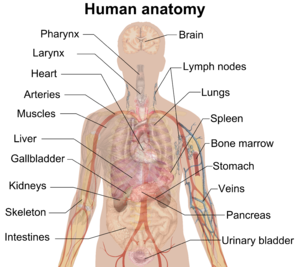 Human anatomy
Pharynx
Larynx
Heart
Arteries
Muscles
Liver
Gallbladder
Kidneys
Skeleton
Intestines
Brain
Lymph nodes
Lungs
Spleen
Bone marrow
Stomach
Veins
Pancreas
Urinary bladder